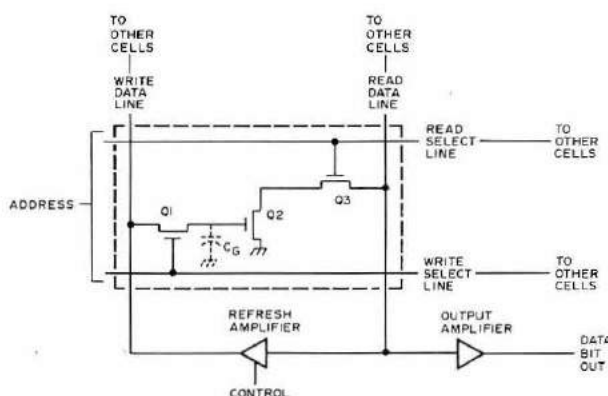 TO
OTHER
CELLS
TO
OTHER
CELLS
WRITE
DATA
LINE
READ
DATA
LINE
READ
SELECT
LINE
TO
OTHER
CELLS
ADDRESS
Q1
Q2
Q3
CG
WRITE
SELECT
LINE
TO
OTHER
CELLS
REFRESH
AMPLIFIER
OUTPUT
AMPLIFIER
DATA
BIT
OUT
CONTROL